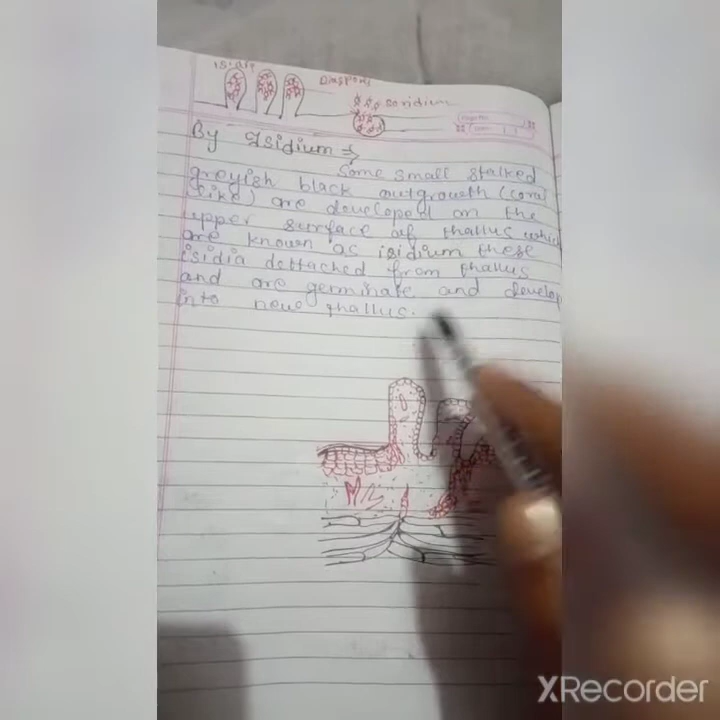 isidia
Diaspore
soridium
By Isidium ⇒
Some small stalked
greyish black outgrowth (coral
like) are developed on the
upper surface of thallus which
are known as isidium these
isidia dettached from thallus
and are germinate and develop
into new thallus.
XRecorder